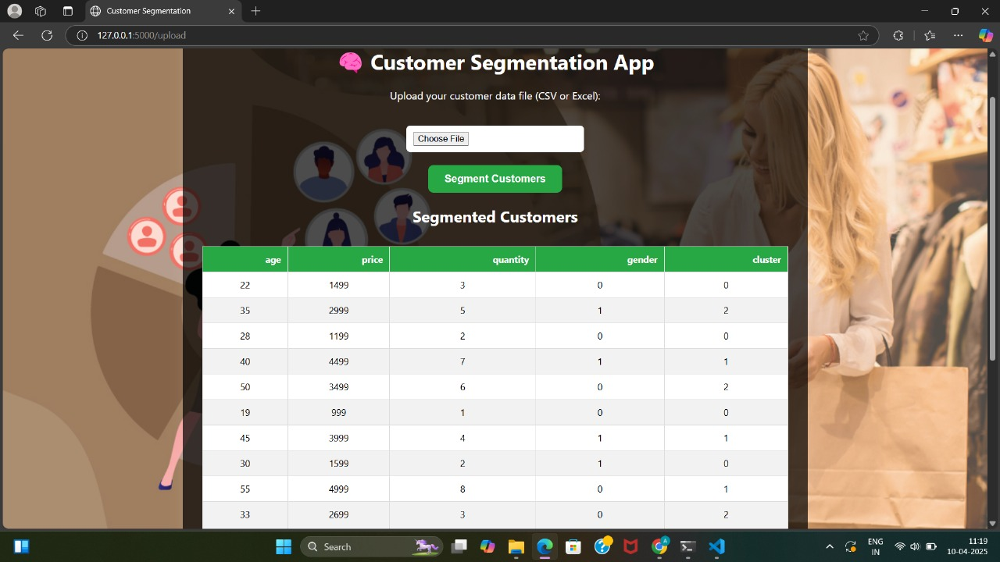 Customer Segmentation
127.0.0.1:5000/upload
🧠 Customer Segmentation App
Upload your customer data file (CSV or Excel):
Choose File
Segment Customers
Segmented Customers
age price quantity gender cluster
22 1499 3 0 0
35 2999 5 1 2
28 1199 2 0 0
40 4499 7 1 1
50 3499 6 0 2
19 999 1 0 0
45 3999 4 1 1
30 1599 2 1 0
55 4999 8 0 1
33 2699 3 0 2
Search
ENG
IN
11:19
10-04-2025